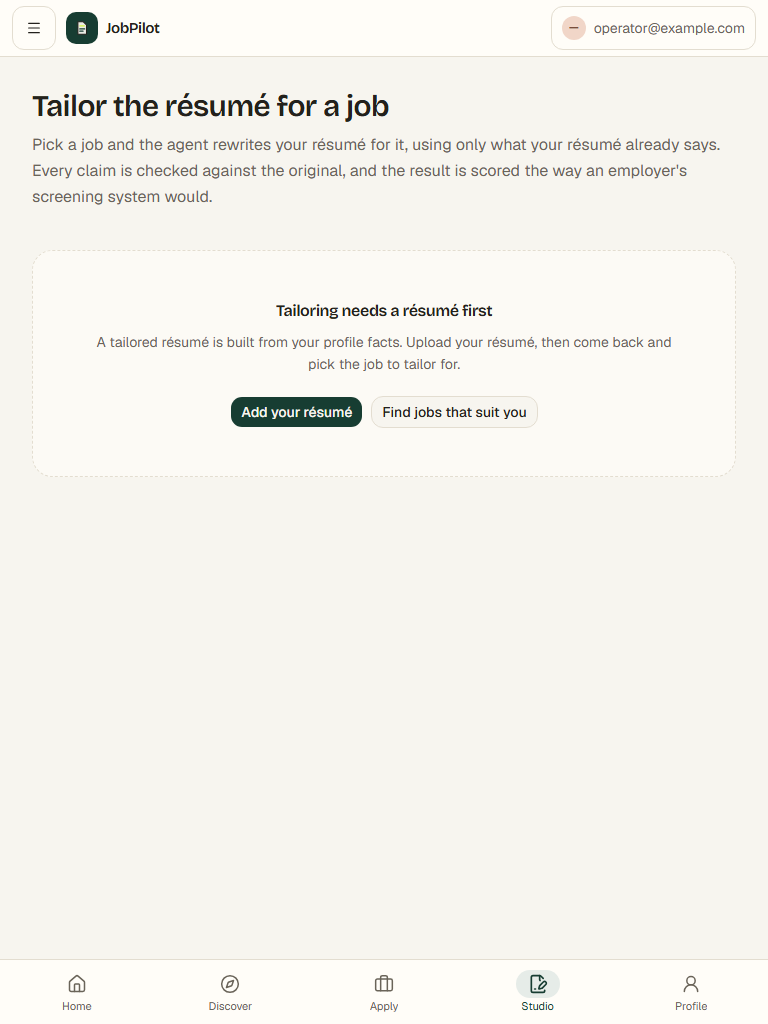 JobPilot
operator@example.com
Tailor the résumé for a job
Pick a job and the agent rewrites your résumé for it, using only what your résumé already says.
Every claim is checked against the original, and the result is scored the way an employer's
screening system would.
Tailoring needs a résumé first
A tailored résumé is built from your profile facts. Upload your résumé, then come back and
pick the job to tailor for.
Add your résumé
Find jobs that suit you
Home
Discover
Apply
Studio
Profile